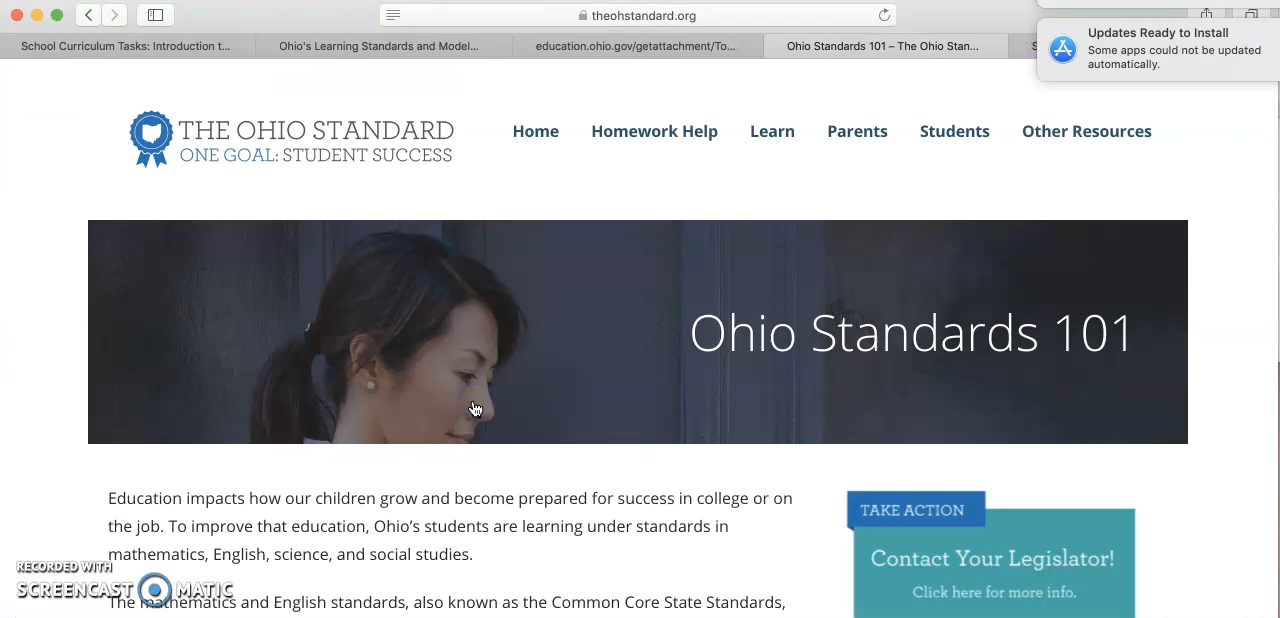 theohstandard.org
Updates Ready to Install
Some apps could not be updated
automatically.
School Curriculum Tasks: Introduction t...
Ohio's Learning Standards and Model...
education.ohio.gov/getattachment/To...
Ohio Standards 101 – The Ohio Stan...
THE OHIO STANDARD
ONE GOAL: STUDENT SUCCESS
Home
Homework Help
Learn
Parents
Students
Other Resources
Ohio Standards 101
Education impacts how our children grow and become prepared for success in college or on
the job. To improve that education, Ohio’s students are learning under standards in
mathematics, English, science, and social studies.
The mathematics and English standards, also known as the Common Core State Standards,
TAKE ACTION
Contact Your Legislator!
Click here for more info.
RECORDED WITH
SCREENCAST MATIC